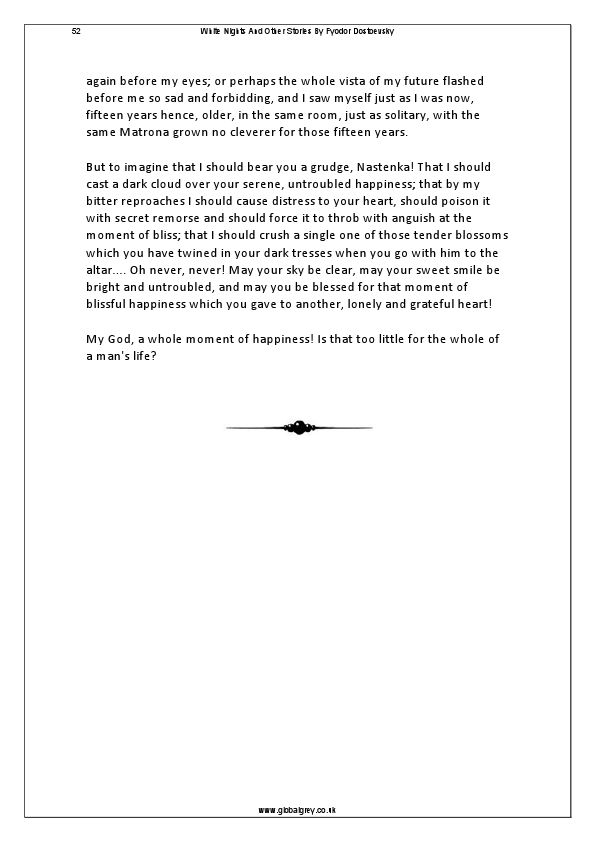 52 White Nights And Other Stories By Fyodor Dostoevsky
again before my eyes; or perhaps the whole vista of my future flashed
before me so sad and forbidding, and I saw myself just as I was now,
fifteen years hence, older, in the same room, just as solitary, with the
same Matrona grown no cleverer for those fifteen years.
But to imagine that I should bear you a grudge, Nastenka! That I should
cast a dark cloud over your serene, untroubled happiness; that by my
bitter reproaches I should cause distress to your heart, should poison it
with secret remorse and should force it to throb with anguish at the
moment of bliss; that I should crush a single one of those tender blossoms
which you have twined in your dark tresses when you go with him to the
altar.... Oh never, never! May your sky be clear, may your sweet smile be
bright and untroubled, and may you be blessed for that moment of
blissful happiness which you gave to another, lonely and grateful heart!
My God, a whole moment of happiness! Is that too little for the whole of
a man's life?
www.globalgrey.co.uk